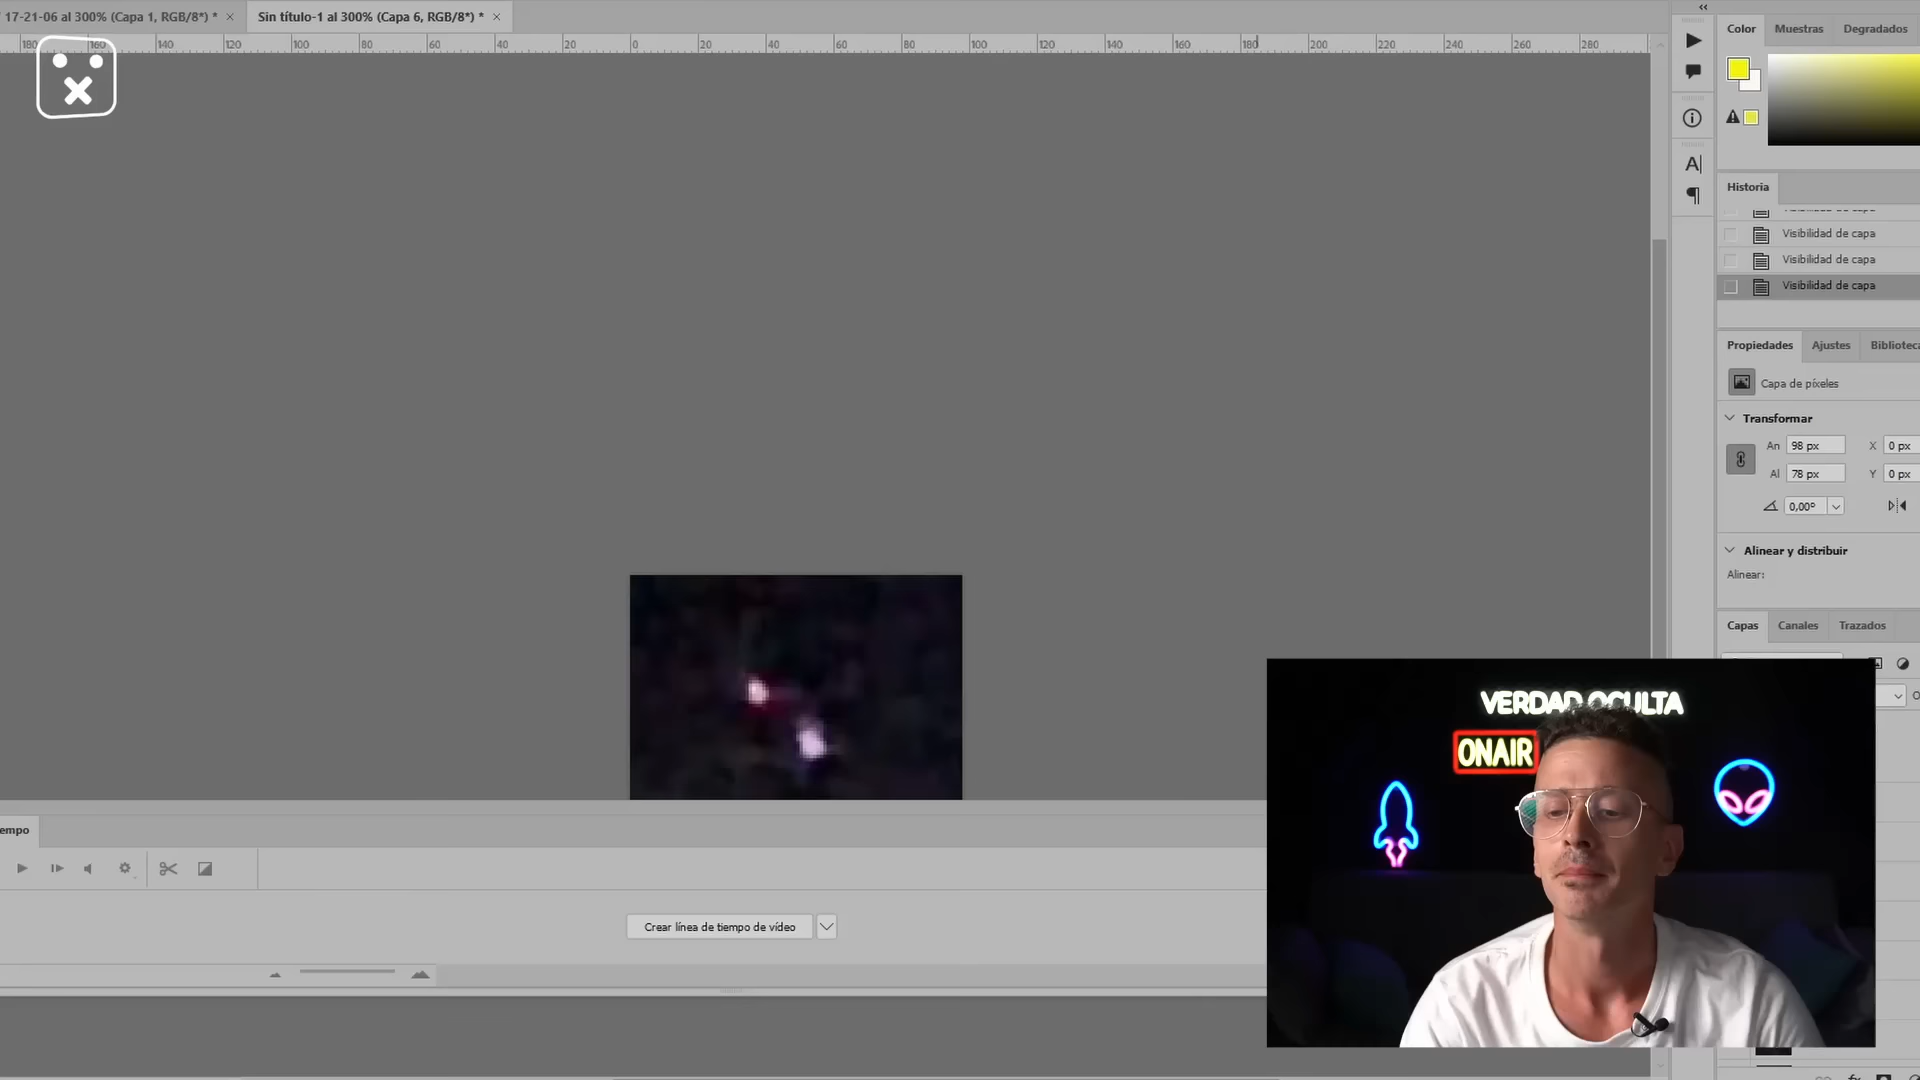 17-21-06 al 300% (Capa 1, RGB/8*) *
Sin título-1 al 300% (Capa 6, RGB/8*) *
180 160 140 120 100 80 60 40 20 0 20 40 60 80 100 120 140 160 180 200 220 240 260 280
Color Muestras Degradados
Historia
Visibilidad de capa
Visibilidad de capa
Visibilidad de capa
Visibilidad de capa
Propiedades Ajustes Bibliotec
Capa de píxeles
Transformar
An 98 px X 0 px
Al 78 px Y 0 px
0,00°
Alinear y distribuir
Alinear:
Capas Canales Trazados
VERDAD OCULTA
ONAIR
empo
Crear línea de tiempo de vídeo
fx